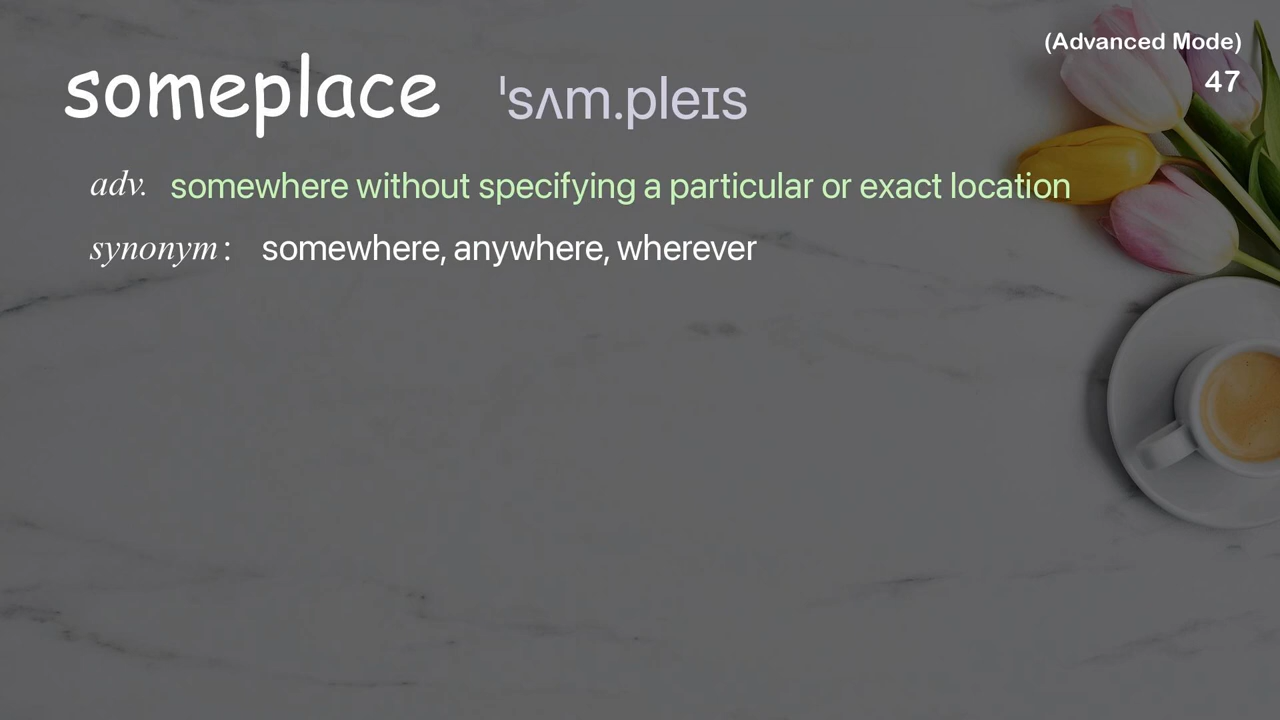 (Advanced Mode)
47
someplace ˈsʌm.pleɪs
adv. somewhere without specifying a particular or exact location
synonym: somewhere, anywhere, wherever